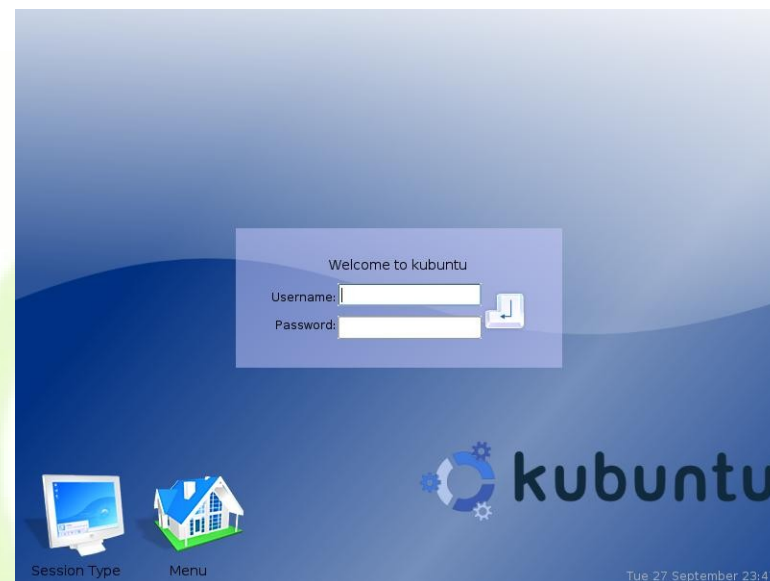 Welcome to kubuntu
Username:
Password:
kubuntu
Session Type
Menu
Tue 27 September